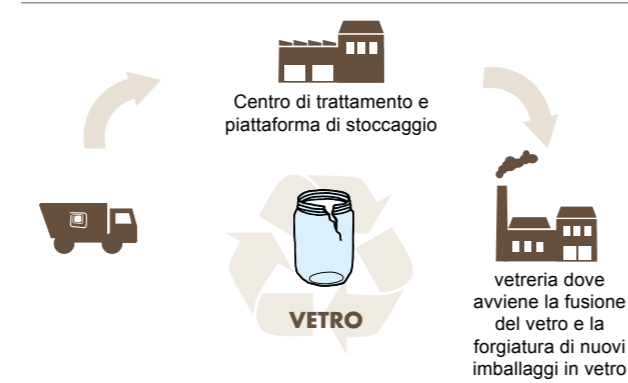 Centro di trattamento e
piattaforma di stoccaggio
VETRO
vetreria dove
avviene la fusione
del vetro e la
forgiatura di nuovi
imballaggi in vetro